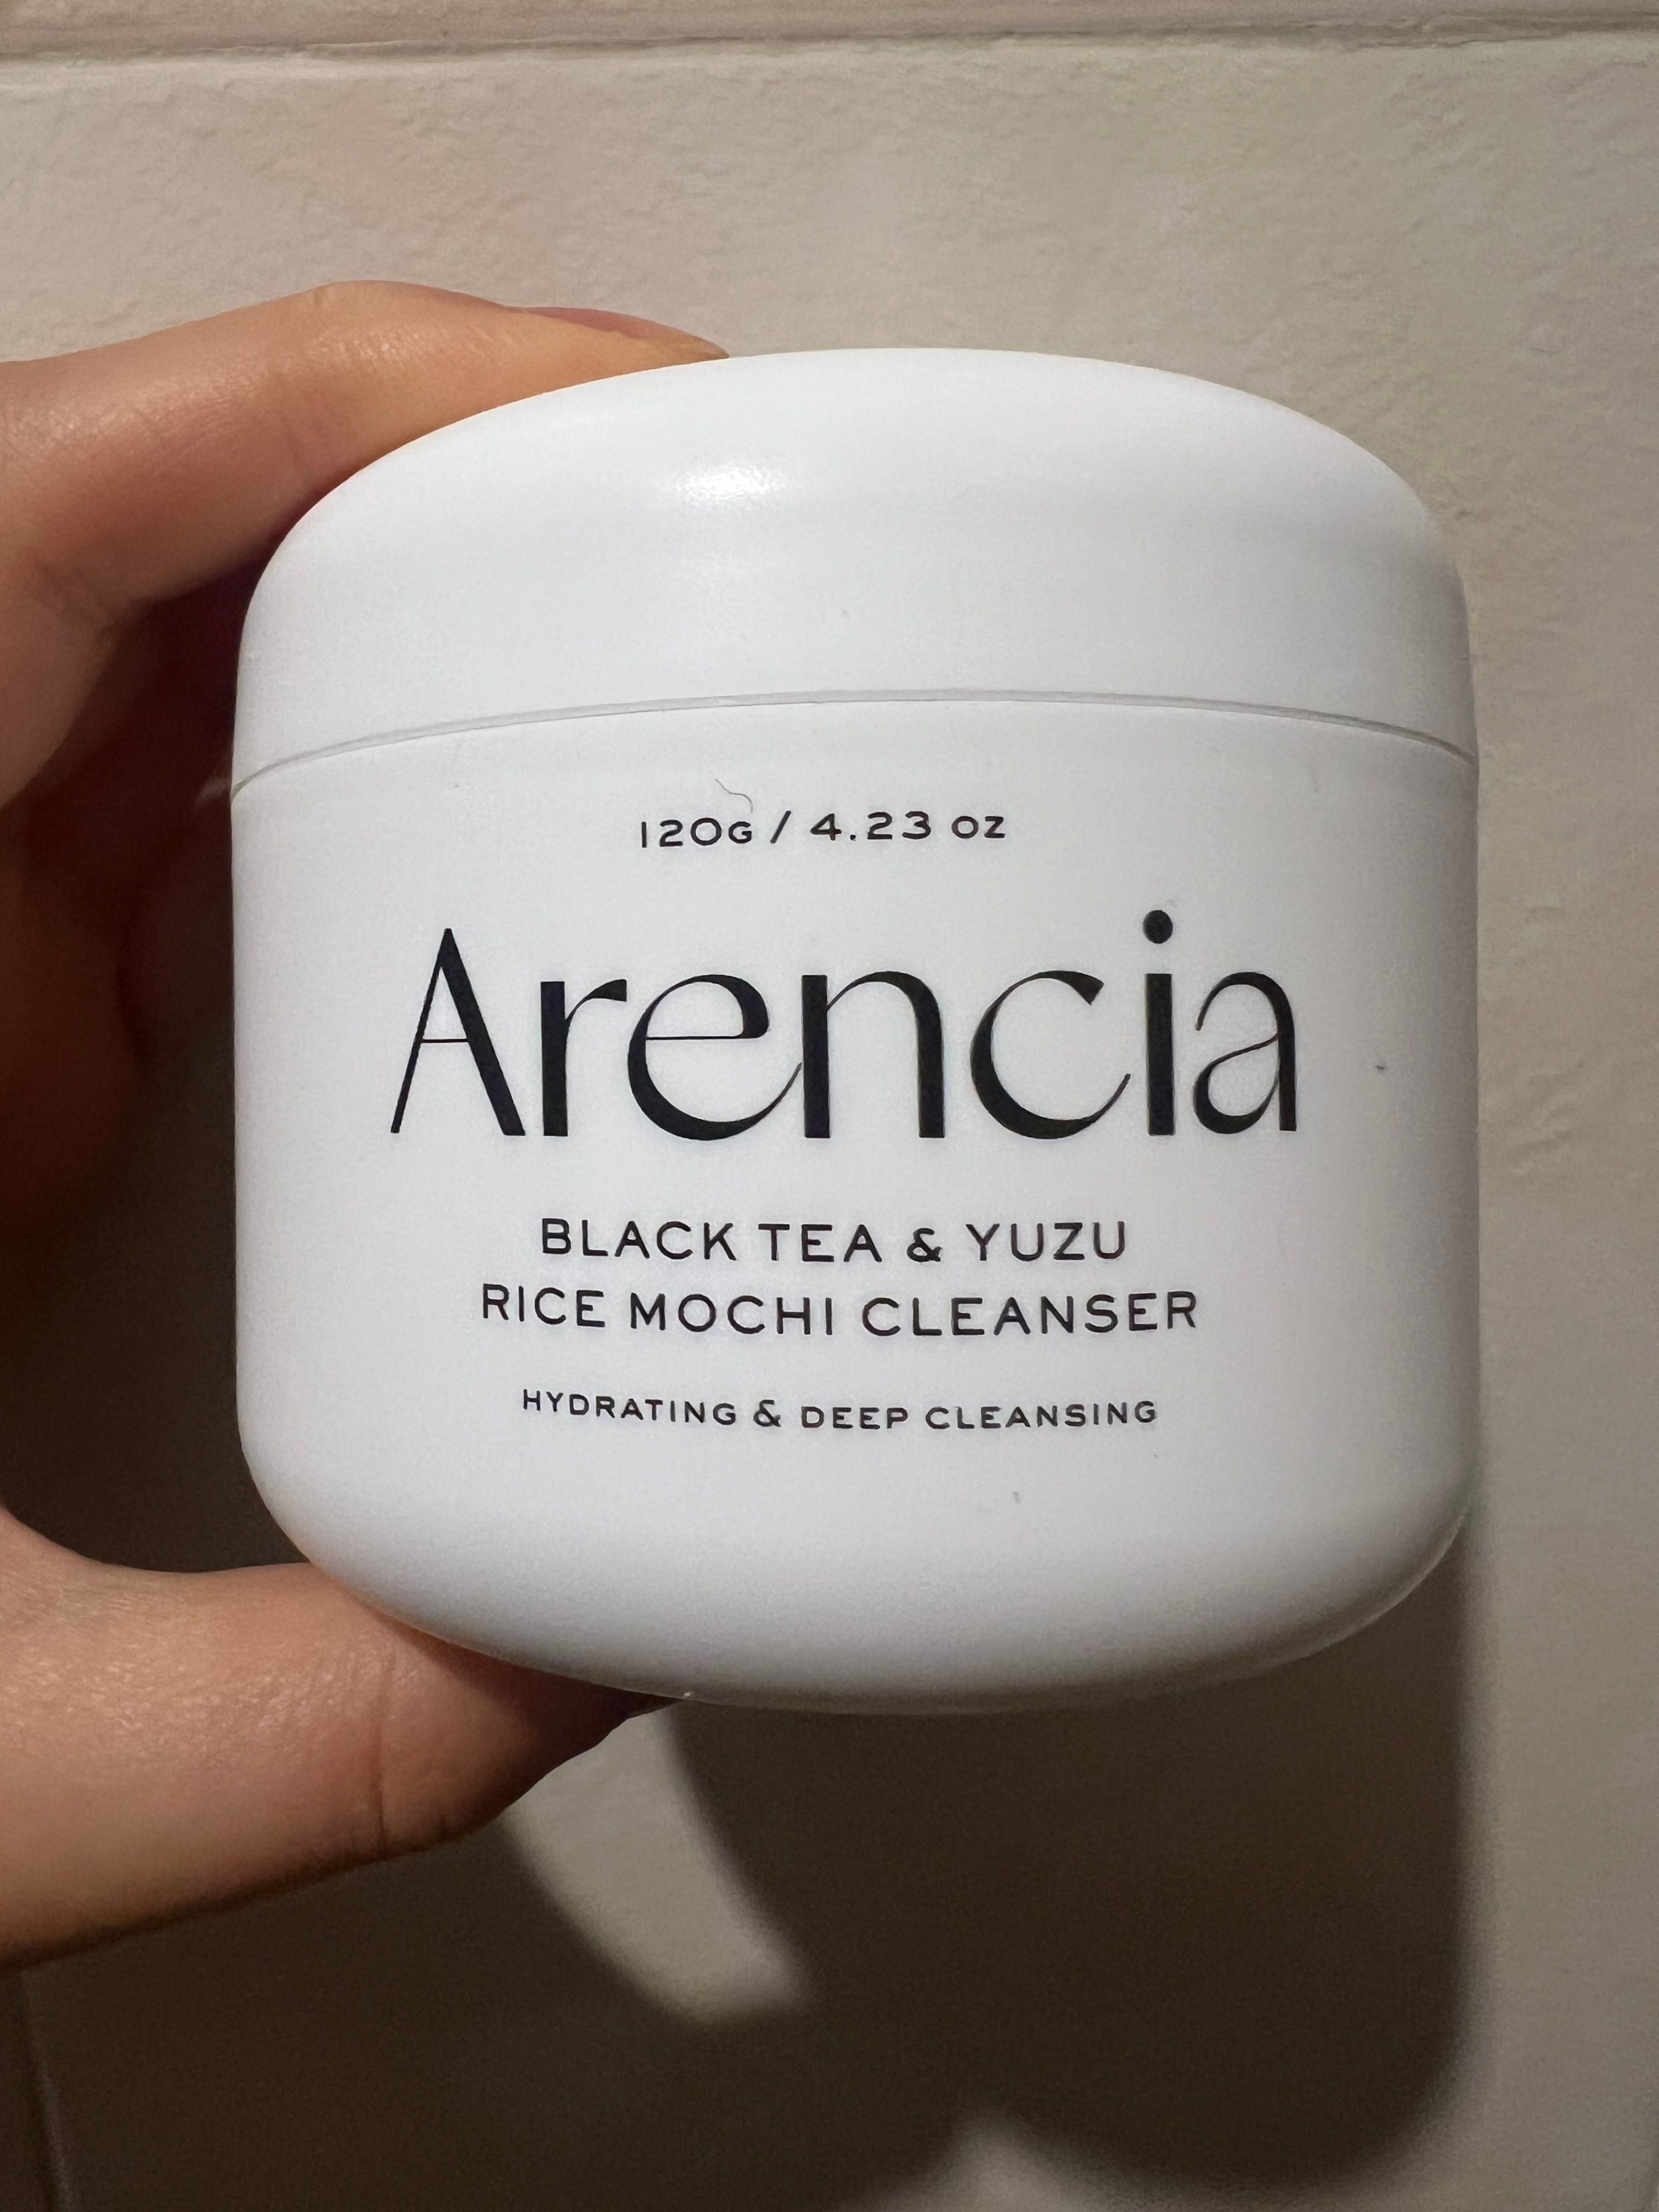 120G / 4.23 OZ
Arencia
BLACK TEA & YUZU
RICE MOCHI CLEANSER
HYDRATING & DEEP CLEANSING